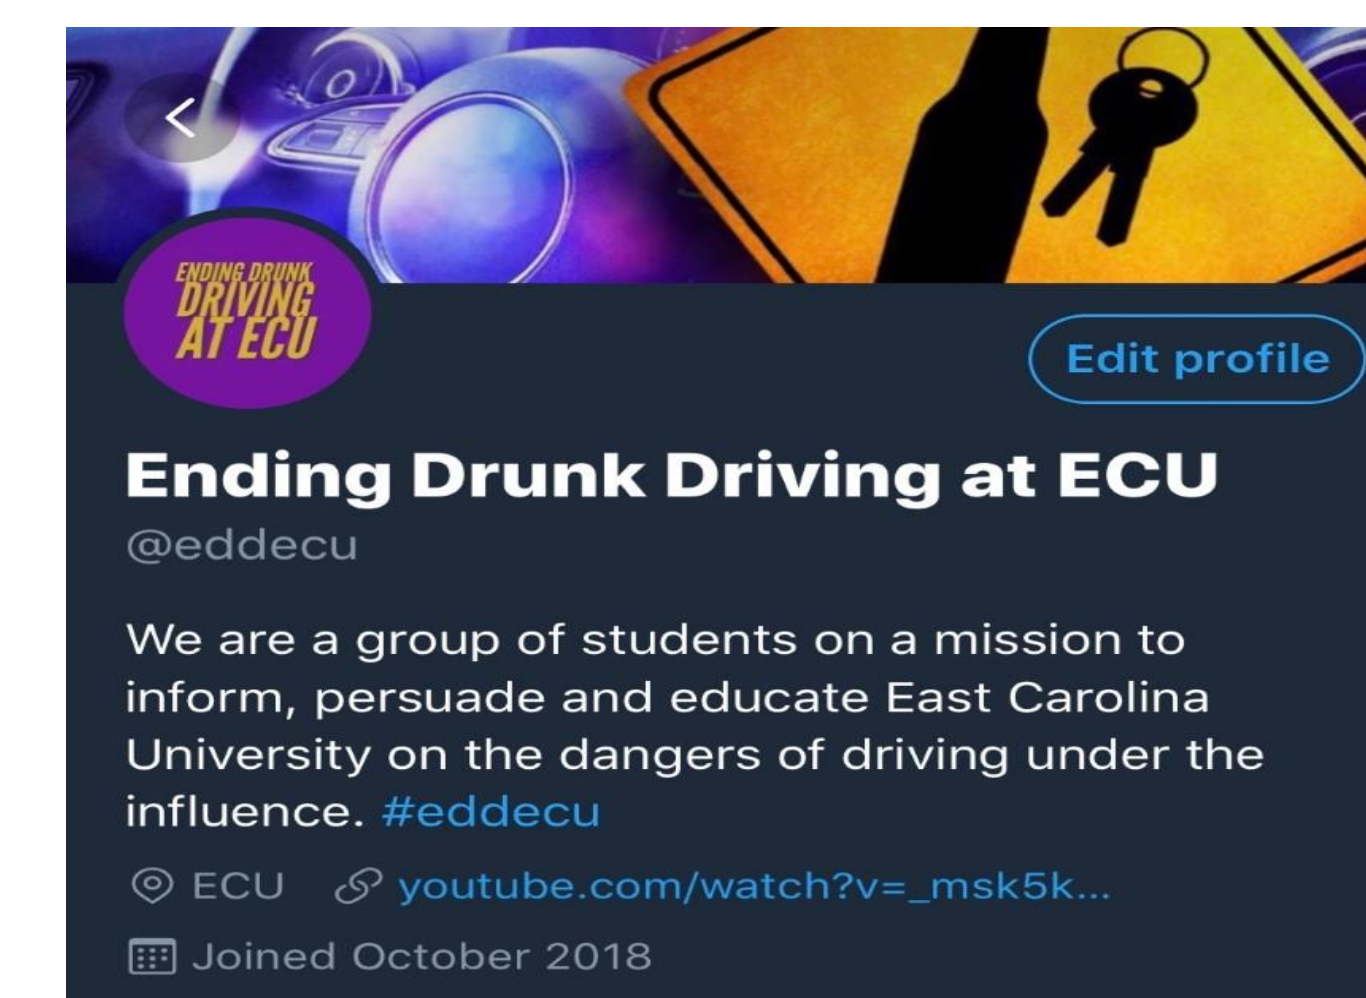 ENDING DRUNK
DRIVING
AT ECU
Edit profile
Ending Drunk Driving at ECU
@eddecu
We are a group of students on a mission to
inform, persuade and educate East Carolina
University on the dangers of driving under the
influence. #eddecu
ECU youtube.com/watch?v=_msk5k...
Joined October 2018